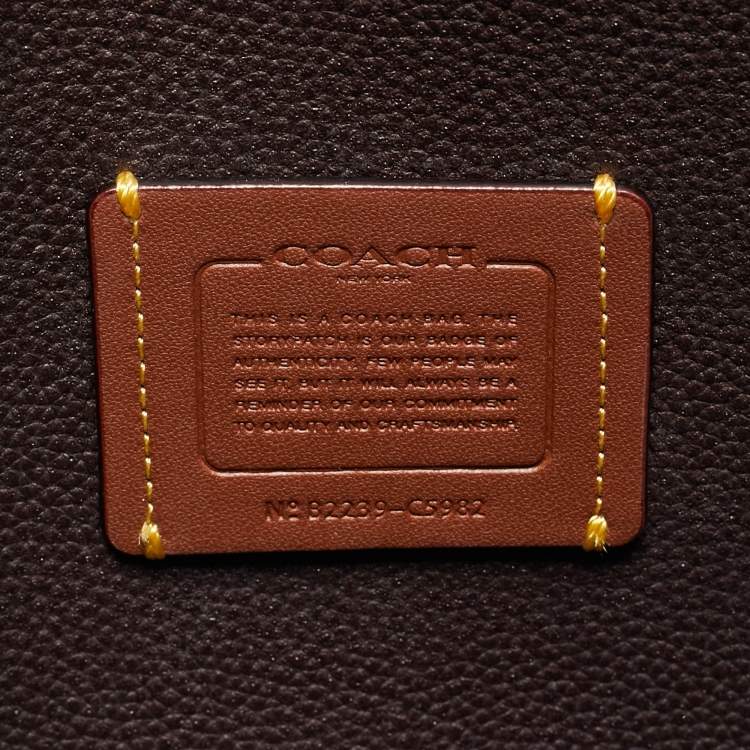 COACH
NEW YORK
THIS IS A COACH BAG. THE
STORYPATCH IS OUR BADGE OF
AUTHENTICITY. FEW PEOPLE MAY
SEE IT, BUT IT WILL ALWAYS BE A
REMINDER OF OUR COMMITMENT
TO QUALITY AND CRAFTSMANSHIP.
No 82239-C5982